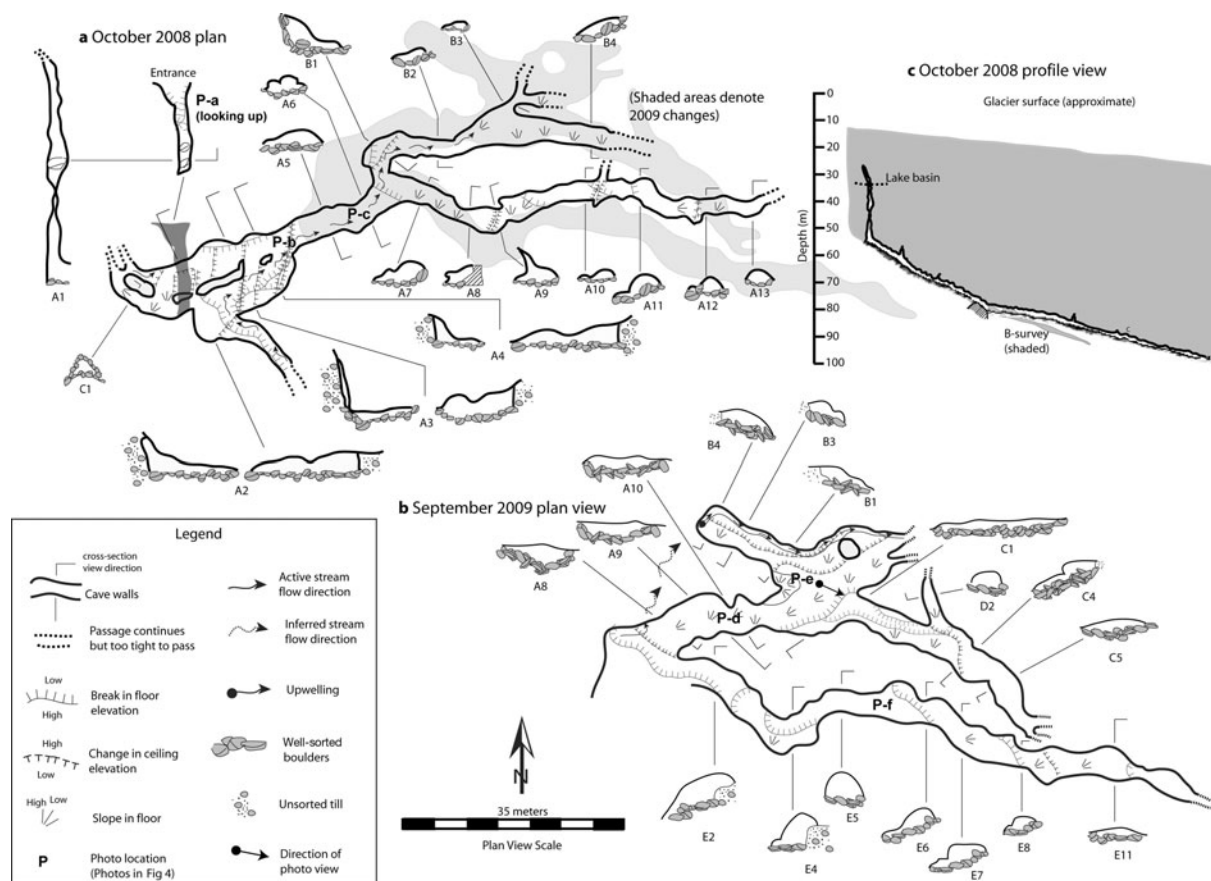 a October 2008 plan
Entrance
P-a
(looking up)
B1
B2
B3
B4
A6
A5
(Shaded areas denote
2009 changes)
P-c
P-b
A1
C1
A7
A8
A9
A10
A11
A12
A13
A4
A3
A2
c October 2008 profile view
Glacier surface (approximate)
Depth (m)
0
10
20
30
40
50
60
70
80
90
100
Lake basin
c
B-survey
(shaded)
b September 2009 plan view
B4
B3
A10
B1
A9
C1
A8
P-e
D2
C4
P-d
C5
P-f
E2
E4
E5
E6
E7
E8
E11
N
35 meters
Plan View Scale
Legend
cross-section
view direction
Cave walls
Passage continues
but too tight to pass
Low
Break in floor
elevation
High
High
Change in ceiling
elevation
Low
High Low
Slope in floor
P
Photo location
(Photos in Fig 4)
Active stream
flow direction
Inferred stream
flow direction
Upwelling
Well-sorted
boulders
Unsorted till
Direction of
photo view